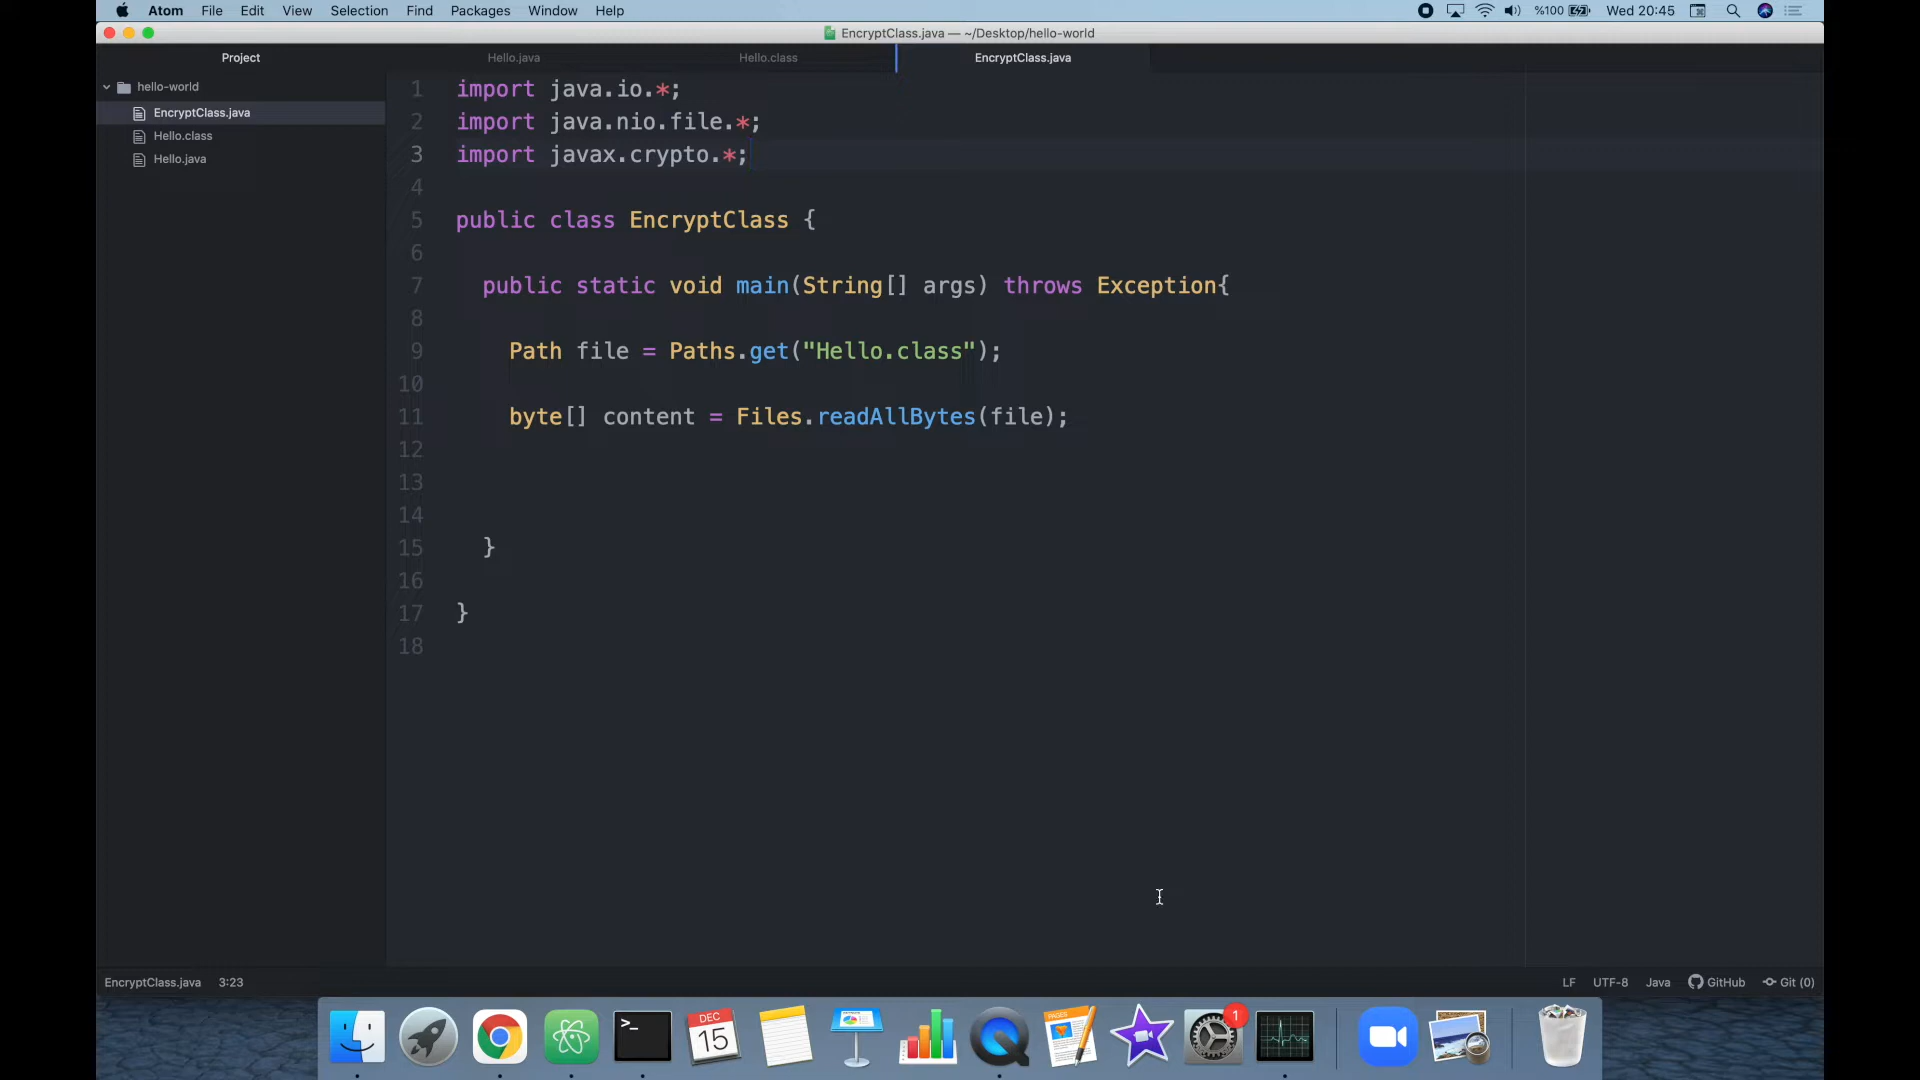 Atom File Edit View Selection Find Packages Window Help %100 Wed 20:45
EncryptClass.java — ~/Desktop/hello-world
Project Hello.java Hello.class EncryptClass.java
hello-world
EncryptClass.java
Hello.class
Hello.java
1 import java.io.*;
2 import java.nio.file.*;
3 import javax.crypto.*;
4
5 public class EncryptClass {
6
7 public static void main(String[] args) throws Exception{
8
9 Path file = Paths.get("Hello.class");
10
11 byte[] content = Files.readAllBytes(file);
12
13
14
15 }
16
17 }
18
EncryptClass.java 3:23 LF UTF-8 Java GitHub Git (0)
>_
DEC
15
PAGES
1